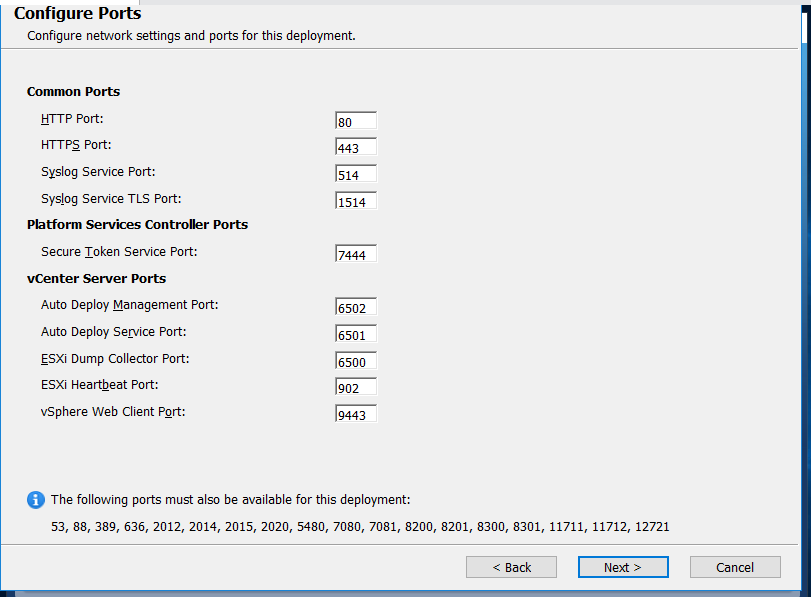 Configure Ports
Configure network settings and ports for this deployment.
Common Ports
HTTP Port: 80
HTTPS Port: 443
Syslog Service Port: 514
Syslog Service TLS Port: 1514
Platform Services Controller Ports
Secure Token Service Port: 7444
vCenter Server Ports
Auto Deploy Management Port: 6502
Auto Deploy Service Port: 6501
ESXi Dump Collector Port: 6500
ESXi Heartbeat Port: 902
vSphere Web Client Port: 9443
The following ports must also be available for this deployment:
53, 88, 389, 636, 2012, 2014, 2015, 2020, 5480, 7080, 7081, 8200, 8201, 8300, 8301, 11711, 11712, 12721
< Back Next > Cancel